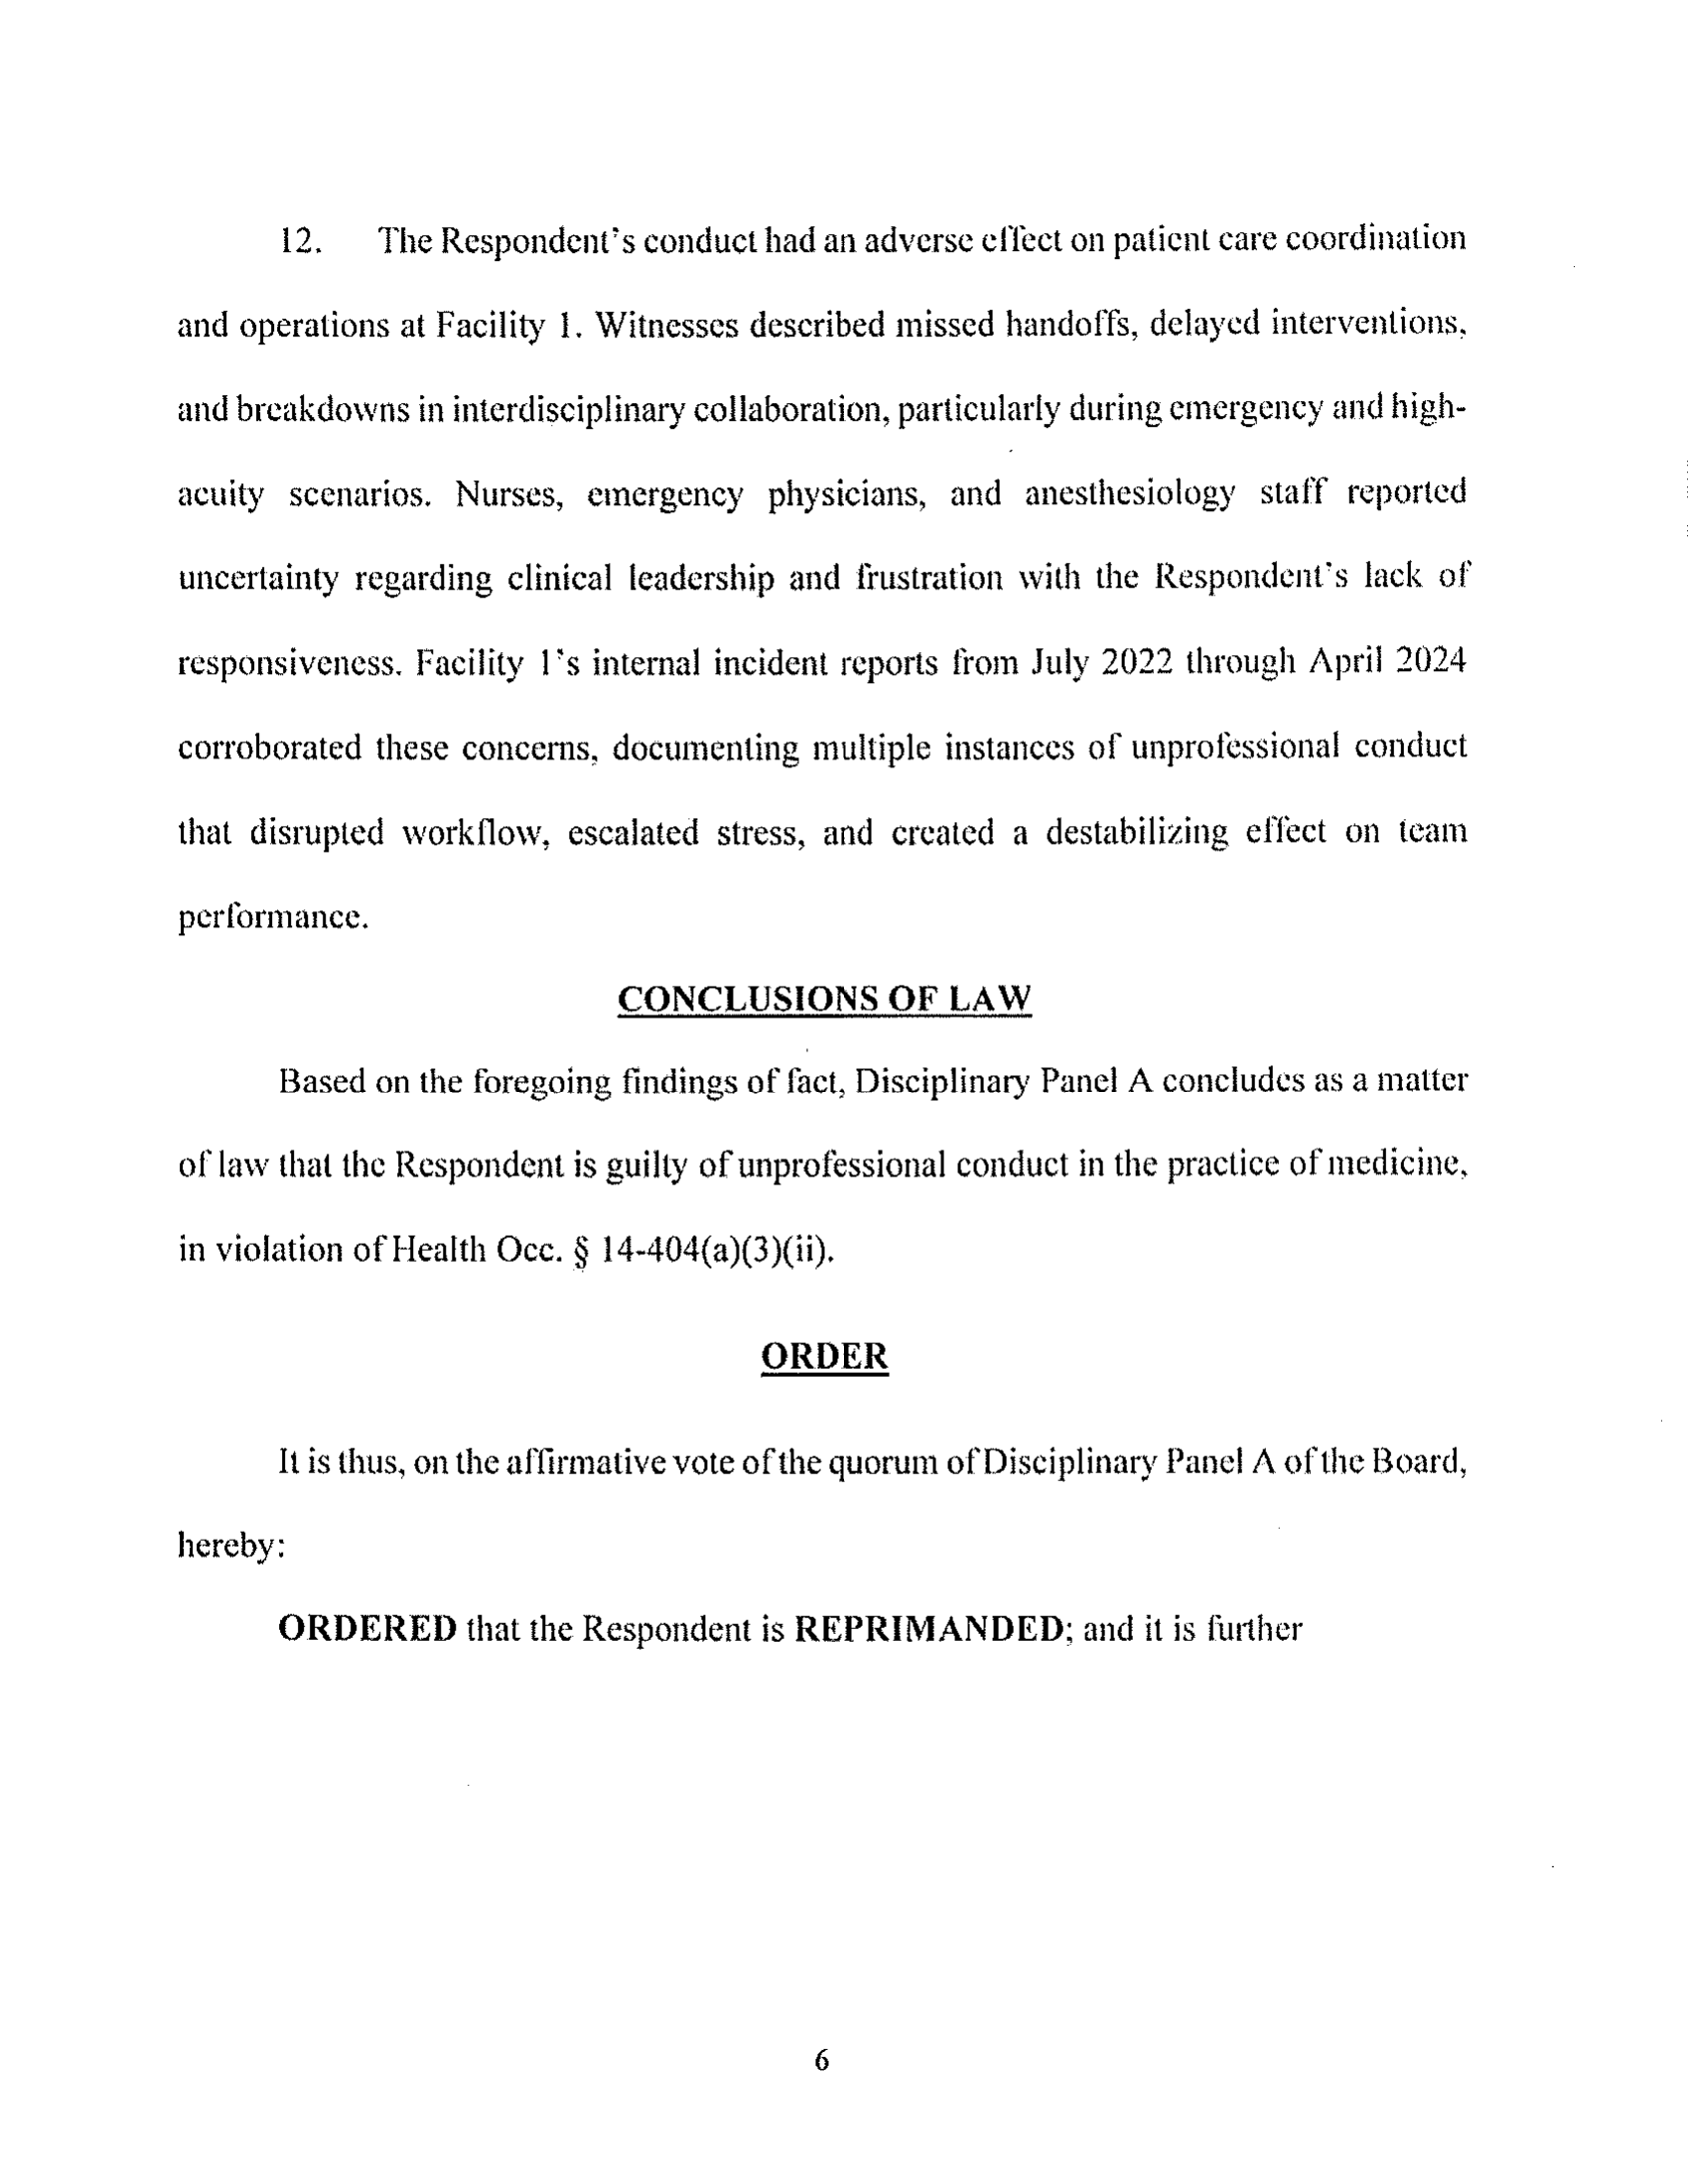 12. The Respondent's conduct had an adverse effect on patient care coordination
and operations at Facility 1. Witnesses described missed handoffs, delayed interventions,
and breakdowns in interdisciplinary collaboration, particularly during emergency and high-
acuity scenarios. Nurses, emergency physicians, and anesthesiology staff reported
uncertainty regarding clinical leadership and frustration with the Respondent's lack of
responsiveness. Facility 1's internal incident reports from July 2022 through April 2024
corroborated these concerns, documenting multiple instances of unprofessional conduct
that disrupted workflow, escalated stress, and created a destabilizing effect on team
performance.
CONCLUSIONS OF LAW
Based on the foregoing findings of fact, Disciplinary Panel A concludes as a matter
of law that the Respondent is guilty of unprofessional conduct in the practice of medicine,
in violation of Health Occ. § 14-404(a)(3)(ii).
ORDER
It is thus, on the affirmative vote of the quorum of Disciplinary Panel A of the Board,
hereby:
ORDERED that the Respondent is REPRIMANDED; and it is further
6